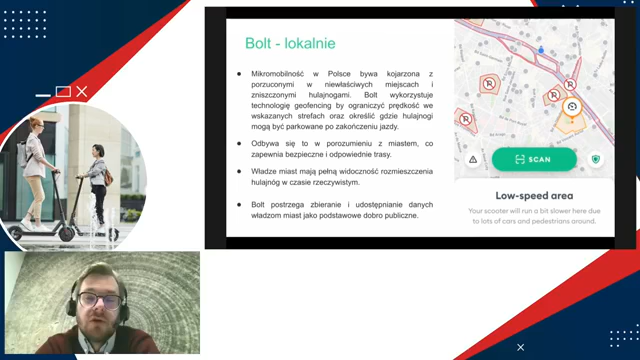 Bolt - lokalnie
Mikromobilność w Polsce bywa kojarzona z
porzuconymi w niewłaściwych miejscach i
zniszczonymi hulajnogami. Bolt wykorzystuje
technologię geofencing by ograniczyć prędkość we
wskazanych strefach oraz określić gdzie hulajnogi
mogą być parkowane po zakończeniu jazdy.
Odbywa się to w porozumieniu z miastem, co
zapewnia bezpieczne i odpowiednie trasy.
Władze miast mają pełną widoczność rozmieszczenia
hulajnóg w czasie rzeczywistym.
Bolt postrzega zbieranie i udostępnianie danych
władzom miast jako podstawowe dobro publiczne.
SCAN
Low-speed area
Your scooter will run a bit slower here due
to lots of cars and pedestrians around.